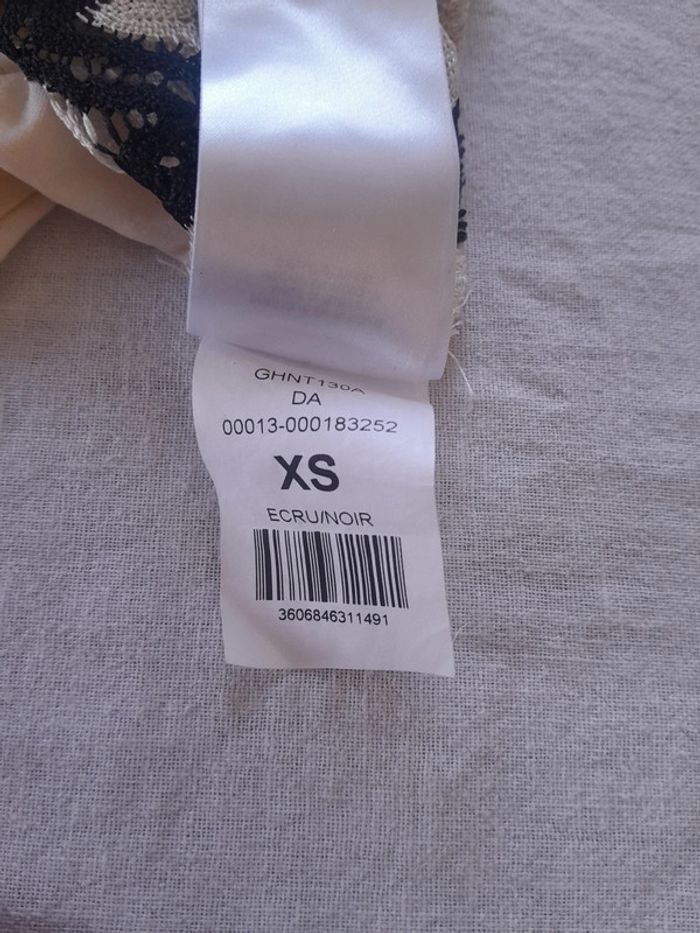 GHNT130A
DA
00013-000183252
XS
ECRU/NOIR
3606846311491